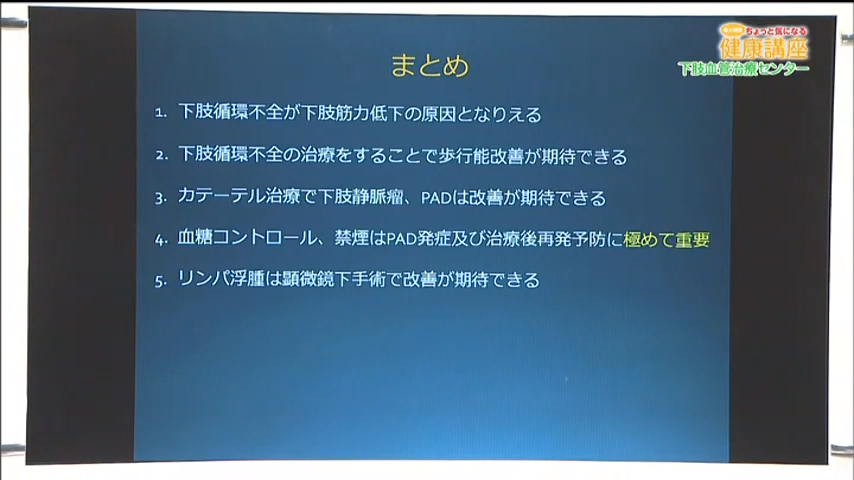 ちょっと気になる
健康講座
下肢血管治療センター
まとめ
1. 下肢循環不全が下肢筋力低下の原因となりえる
2. 下肢循環不全の治療をすることで歩行能改善が期待できる
3. カテーテル治療で下肢静脈瘤、PADは改善が期待できる
4. 血糖コントロール、禁煙はPAD発症及び治療後再発予防に極めて重要
5. リンパ浮腫は顕微鏡下手術で改善が期待できる